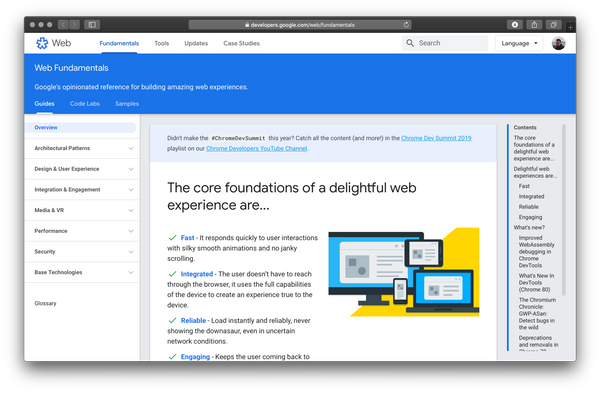 developers.google.com/web/fundamentals
Web
Fundamentals
Tools
Updates
Case Studies
Search
Language
Web Fundamentals
Google's opinionated reference for building amazing web experiences.
Guides
Code Labs
Samples
Overview
Architectural Patterns
Design & User Experience
Integration & Engagement
Media & VR
Performance
Security
Base Technologies
Glossary
Didn't make the #ChromeDevSummit this year? Catch all the content (and more!) in the Chrome Dev Summit 2019
playlist on our Chrome Developers YouTube Channel.
The core foundations of a delightful web
experience are...
Fast - It responds quickly to user interactions
with silky smooth animations and no janky
scrolling.
Integrated - The user doesn't have to reach
through the browser, it uses the full capabilities
of the device to create an experience true to the
device.
Reliable - Load instantly and reliably, never
showing the downasaur, even in uncertain
network conditions.
Engaging - Keeps the user coming back to
Contents
The core
foundations of a
delightful web
experience are...
Delightful web
experiences are...
Fast
Integrated
Reliable
Engaging
What's new?
Improved
WebAssembly
debugging in
Chrome
DevTools
What's New In
DevTools
(Chrome 80)
The Chromium
Chronicle:
GWP-ASan:
Detect bugs in
the wild
Deprecations
and removals in